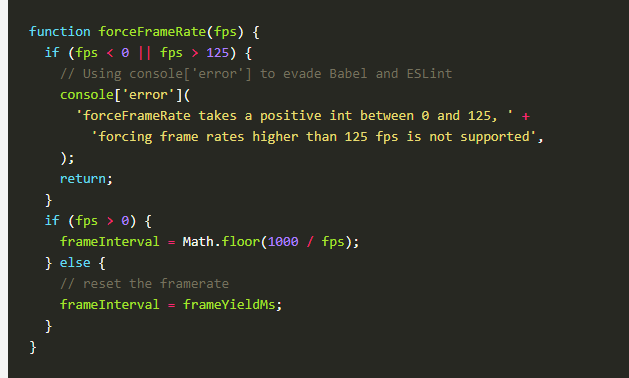 function forceFrameRate(fps) {
  if (fps < 0 || fps > 125) {
    // Using console['error'] to evade Babel and ESLint
    console['error'](
      'forceFrameRate takes a positive int between 0 and 125, ' +
        'forcing frame rates higher than 125 fps is not supported',
    );
    return;
  }
  if (fps > 0) {
    frameInterval = Math.floor(1000 / fps);
  } else {
    // reset the framerate
    frameInterval = frameYieldMs;
  }
}